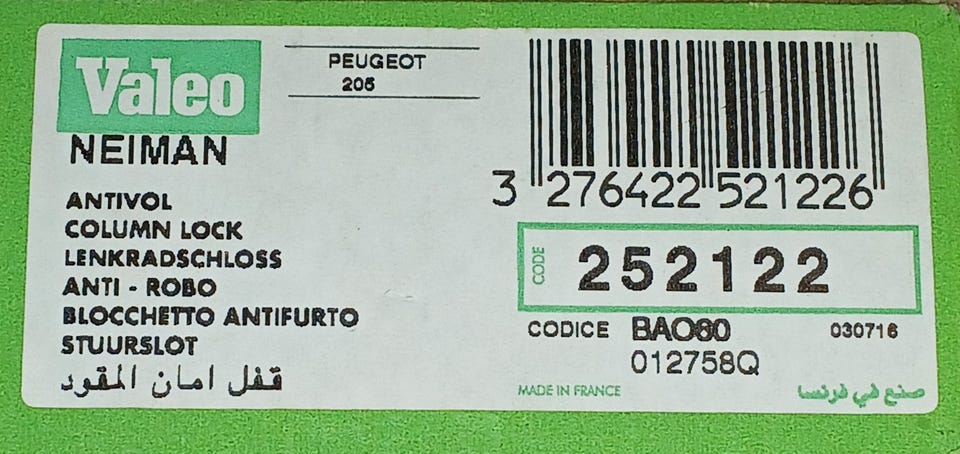 Valeo
NEIMAN
PEUGEOT
205
ANTIVOL
COLUMN LOCK
LENKRADSCHLOSS
ANTI - ROBO
BLOCCHETTO ANTIFURTO
STUURSLOT
قفل امان المقود
3 276422 521226
CODE 252122
CODICE BAO60 030716
012758Q
MADE IN FRANCE صنع في فرنسا